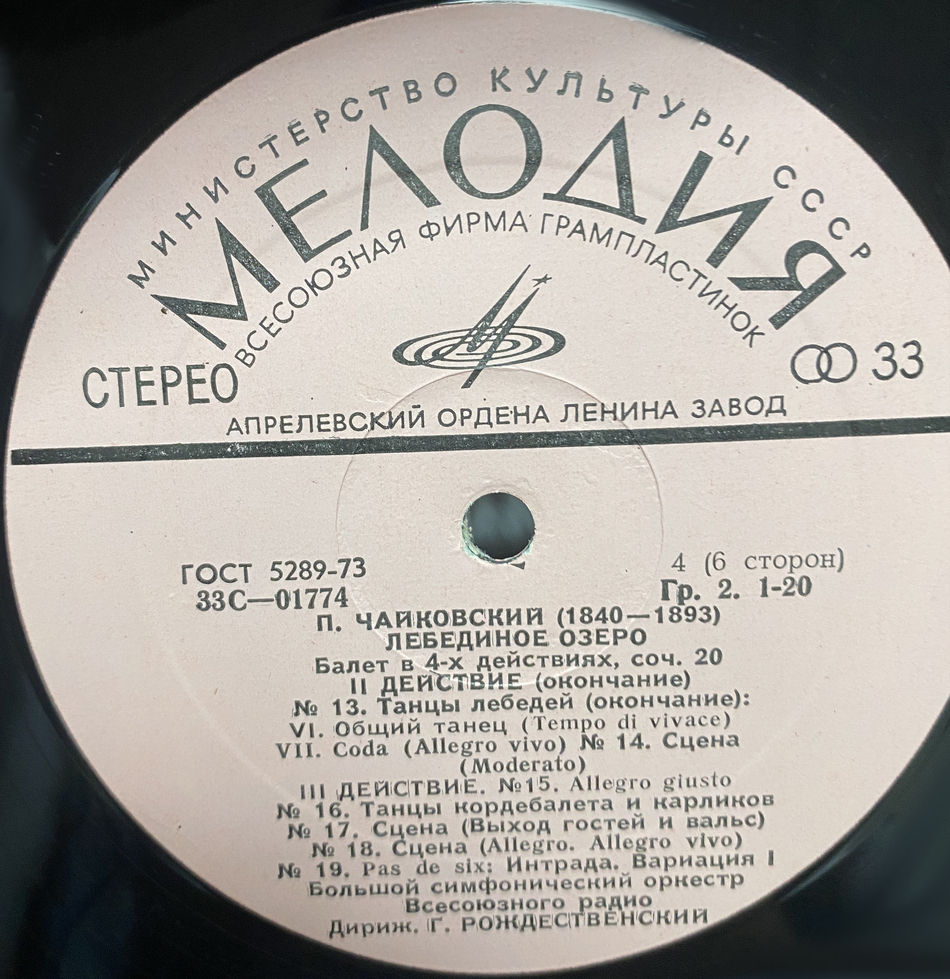 МИНИСТЕРСТВО КУЛЬТУРЫ СССР
МЕЛОДИЯ
ВСЕСОЮЗНАЯ ФИРМА ГРАМПЛАСТИНОК
СТЕРЕО
33
АПРЕЛЕВСКИЙ ОРДЕНА ЛЕНИНА ЗАВОД
ГОСТ 5289-73
4 (6 сторон)
33С—01774
Гр. 2. 1-20
П. ЧАЙКОВСКИЙ (1840—1893)
ЛЕБЕДИНОЕ ОЗЕРО
Балет в 4-х действиях, соч. 20
II ДЕЙСТВИЕ (окончание)
№ 13. Танцы лебедей (окончание):
VI. Общий танец (Tempo di vivace)
VII. Coda (Allegro vivo) № 14. Сцена
(Moderato)
III ДЕЙСТВИЕ. №15. Allegro giusto
№ 16. Танцы кордебалета и карликов
№ 17. Сцена (Выход гостей и вальс)
№ 18. Сцена (Allegro. Allegro vivo)
№ 19. Pas de six: Интрада. Вариация I
Большой симфонический оркестр
Всесоюзного радио
Дириж. Г. РОЖДЕСТВЕНСКИЙ